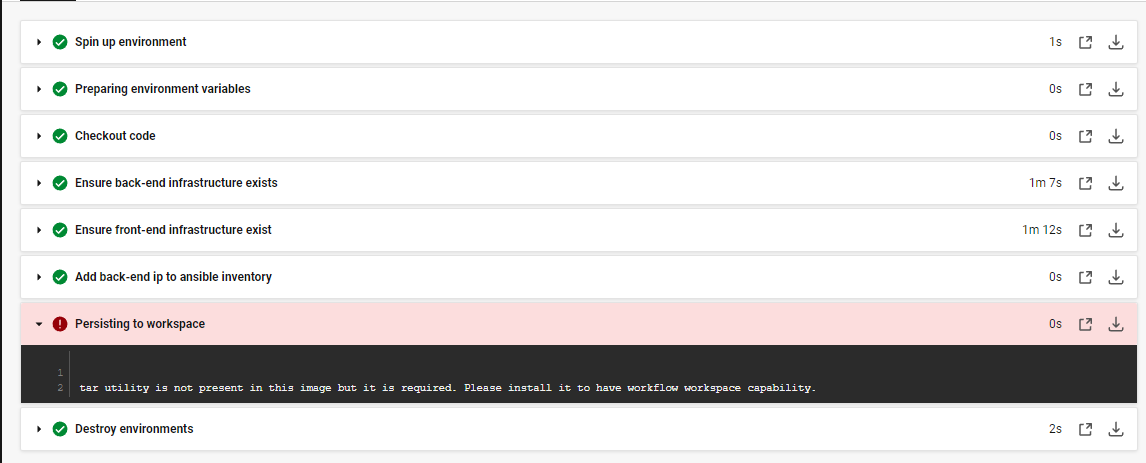 Spin up environment 1s
Preparing environment variables 0s
Checkout code 0s
Ensure back-end infrastructure exists 1m 7s
Ensure front-end infrastructure exist 1m 12s
Add back-end ip to ansible inventory 0s
Persisting to workspace 0s
1
2 tar utility is not present in this image but it is required. Please install it to have workflow workspace capability.
Destroy environments 2s